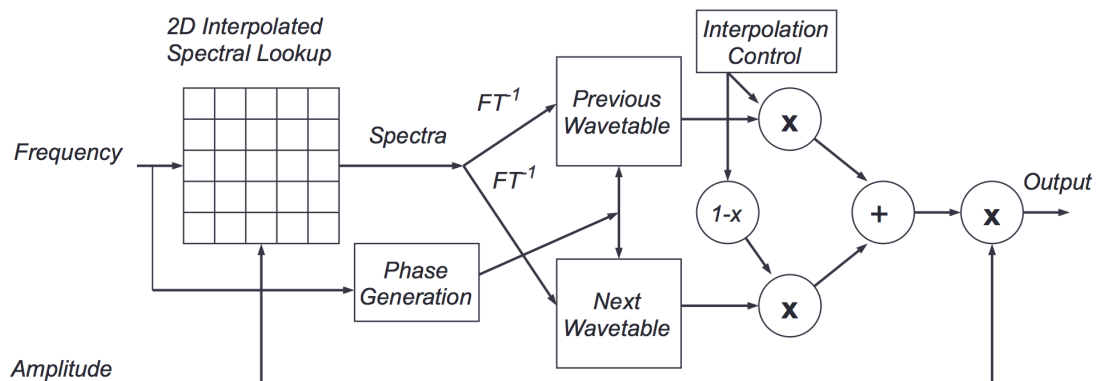 2D Interpolated
Spectral Lookup
Interpolation
Control
FT-1
Previous
Wavetable
x
Spectra
Frequency
FT-1
1-x
+
x
Output
Phase
Generation
Next
Wavetable
x
Amplitude